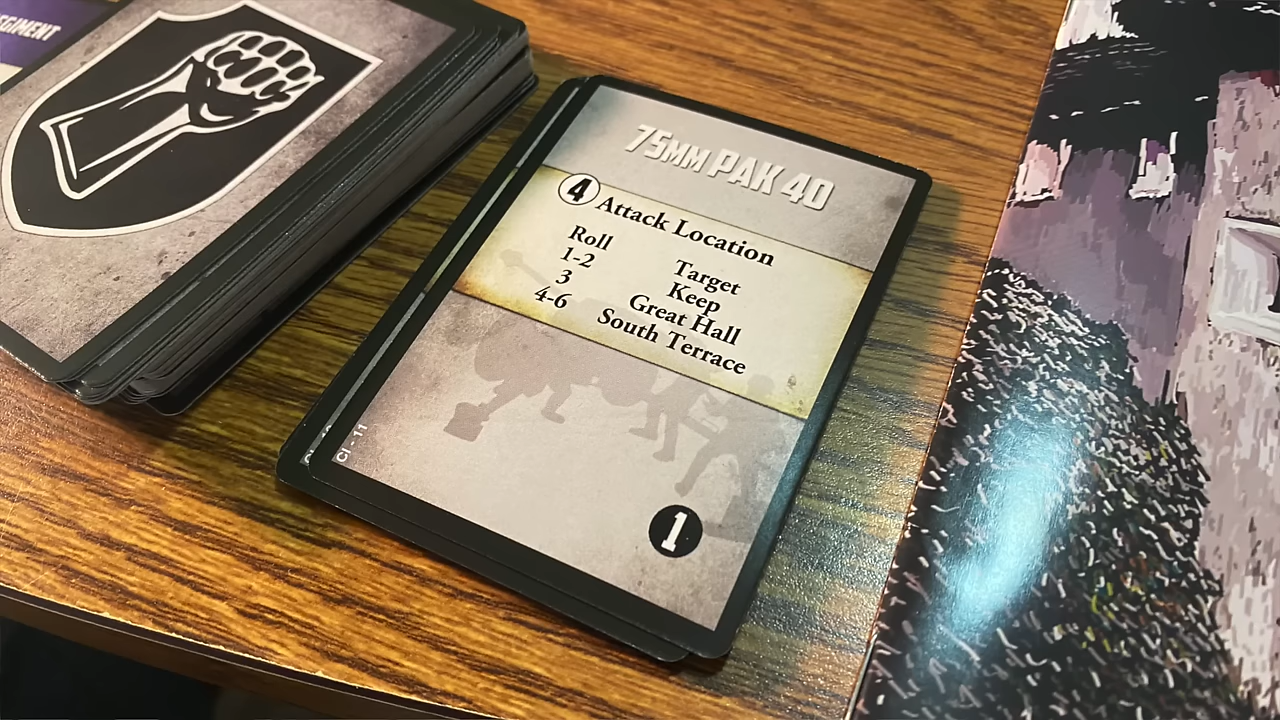 REGIMENT
75MM PAK 40
4 Attack Location
Roll Target
1-2 Keep
3 Great Hall
4-6 South Terrace
1